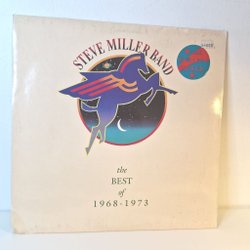 STEVE MILLER BAND
the
BEST
of
1968-1973